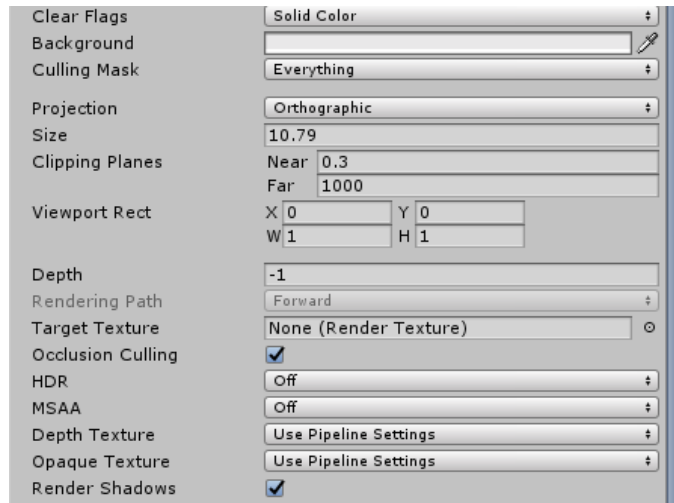 Clear Flags Solid Color
Background
Culling Mask Everything
Projection Orthographic
Size 10.79
Clipping Planes Near 0.3
Far 1000
Viewport Rect X 0 Y 0
W 1 H 1
Depth -1
Rendering Path Forward
Target Texture None (Render Texture)
Occlusion Culling
HDR Off
MSAA Off
Depth Texture Use Pipeline Settings
Opaque Texture Use Pipeline Settings
Render Shadows